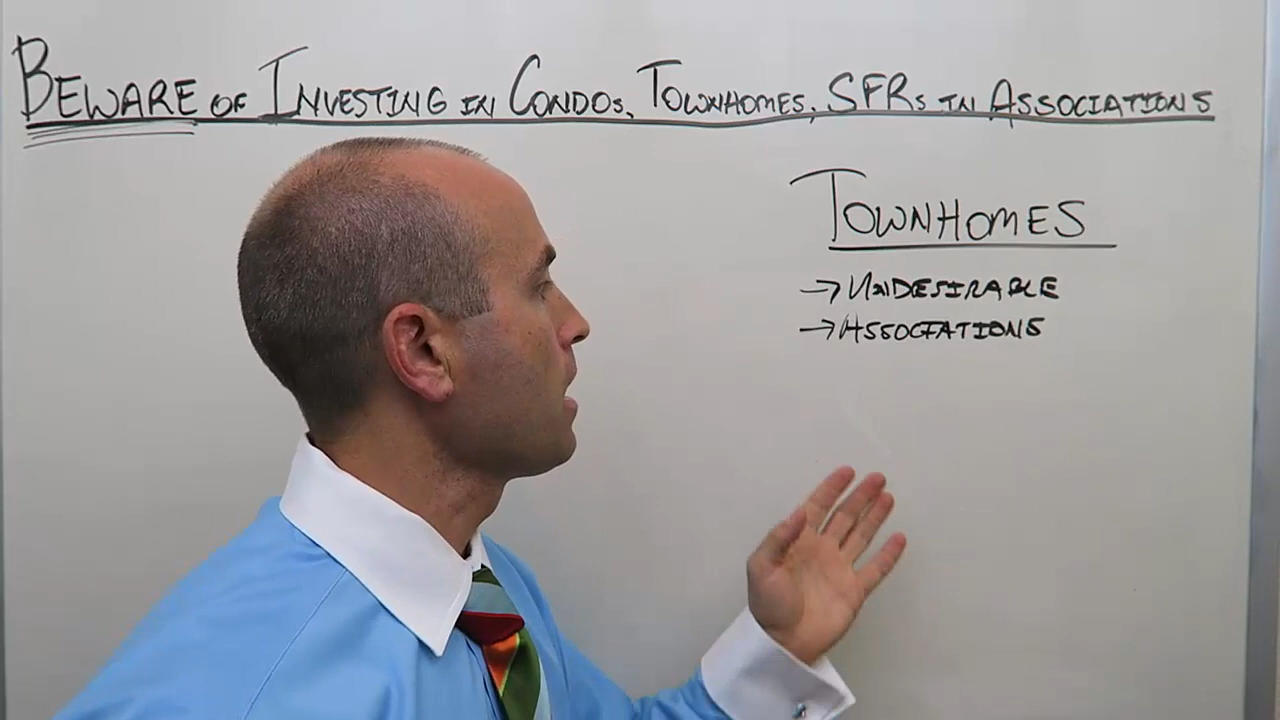 BEWARE OF INVESTING IN CONDOS, TOWNHOMES, SFRS IN ASSOCIATIONS
TOWNHOMES
→ UNDESIRABLE
→ ASSOCIATIONS